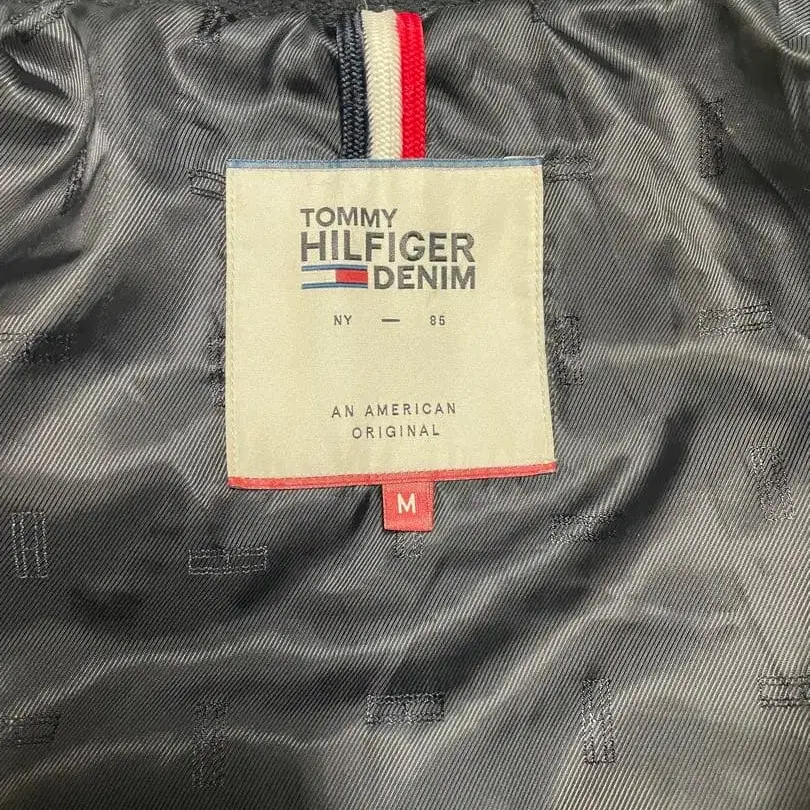 TOMMY
HILFIGER
DENIM
NY — 85
AN AMERICAN
ORIGINAL
M